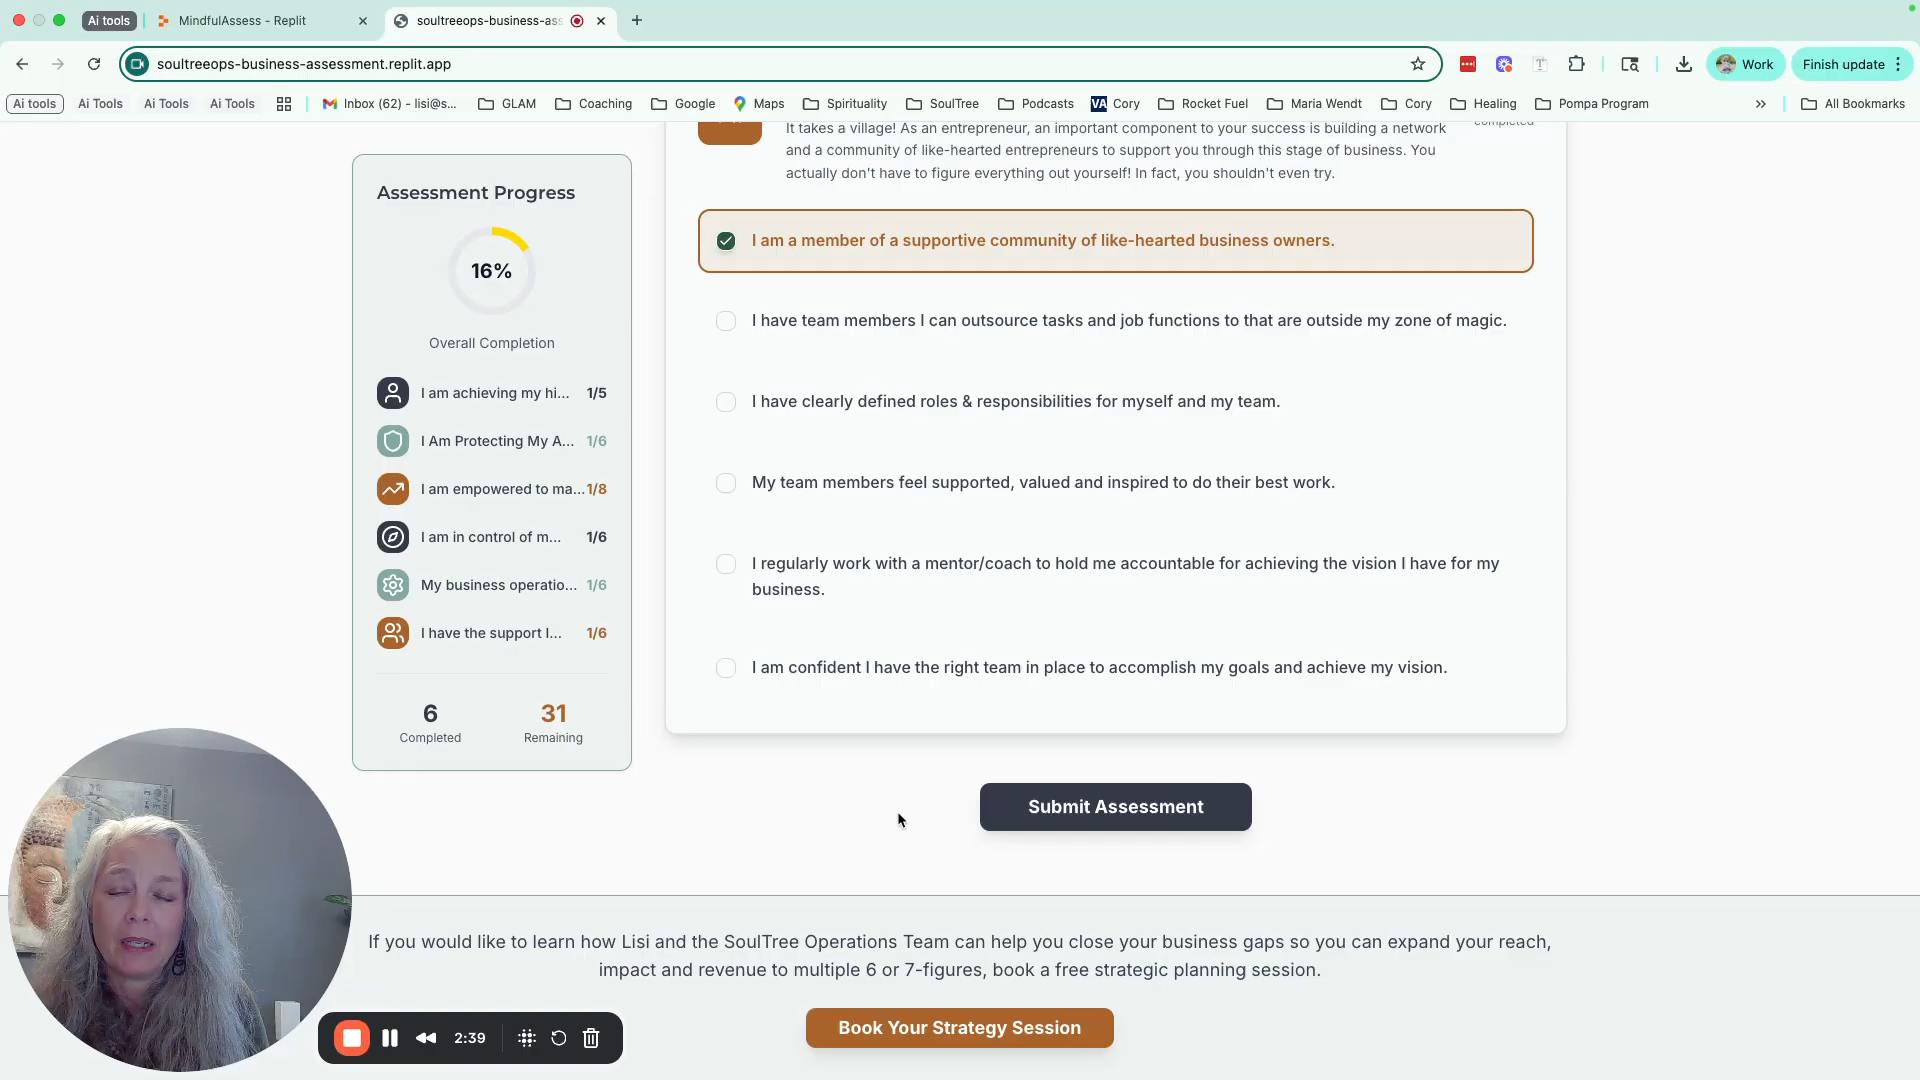 Ai tools
MindfulAssess - Replit
soultreeops-business-ass
soultreeops-business-assessment.replit.app
Work
Finish update
Ai tools
Ai Tools
Ai Tools
Ai Tools
Inbox (62) - lisi@s...
GLAM
Coaching
Google
Maps
Spirituality
SoulTree
Podcasts
VA Cory
Rocket Fuel
Maria Wendt
Cory
Healing
Pompa Program
All Bookmarks
completed
It takes a village! As an entrepreneur, an important component to your success is building a network
and a community of like-hearted entrepreneurs to support you through this stage of business. You
actually don't have to figure everything out yourself! In fact, you shouldn't even try.
Assessment Progress
16%
Overall Completion
I am achieving my hi... 1/5
I Am Protecting My A... 1/6
I am empowered to ma... 1/8
I am in control of m... 1/6
My business operatio... 1/6
I have the support I... 1/6
6 31
Completed Remaining
I am a member of a supportive community of like-hearted business owners.
I have team members I can outsource tasks and job functions to that are outside my zone of magic.
I have clearly defined roles & responsibilities for myself and my team.
My team members feel supported, valued and inspired to do their best work.
I regularly work with a mentor/coach to hold me accountable for achieving the vision I have for my
business.
I am confident I have the right team in place to accomplish my goals and achieve my vision.
Submit Assessment
If you would like to learn how Lisi and the SoulTree Operations Team can help you close your business gaps so you can expand your reach,
impact and revenue to multiple 6 or 7-figures, book a free strategic planning session.
Book Your Strategy Session
2:39